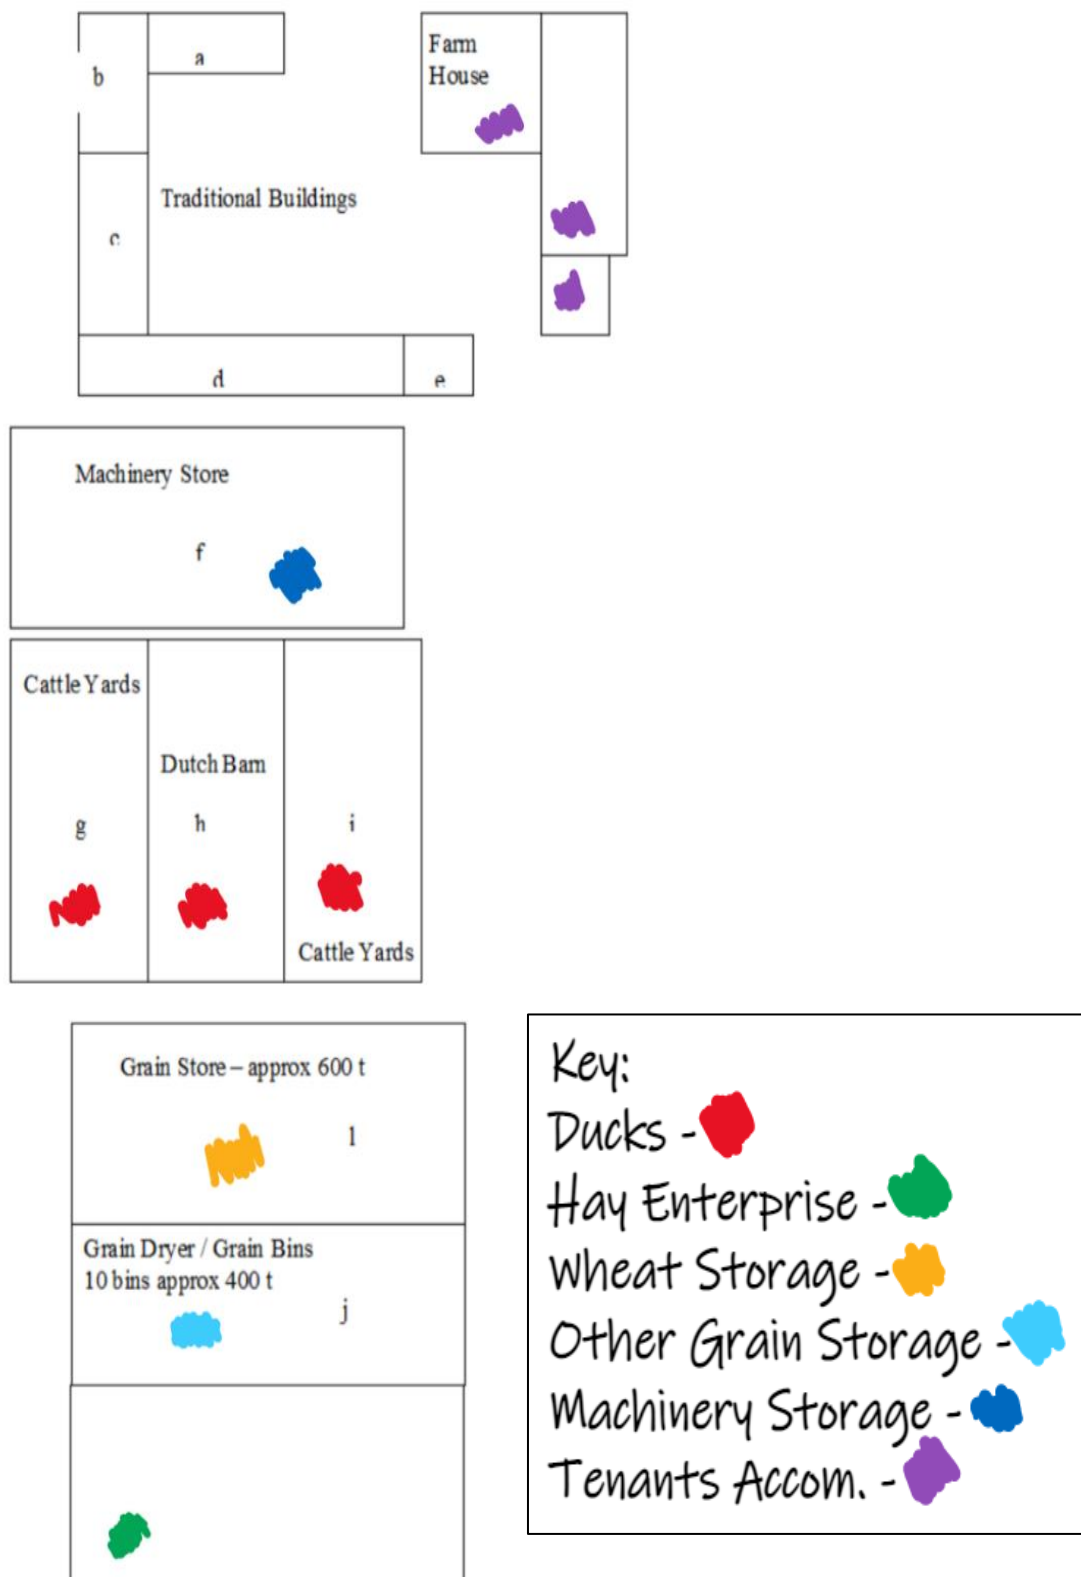 a
b
Farm
House
Traditional Buildings
c
d
e
Machinery Store
f
Cattle Yards
Dutch Barn
g
h
i
Cattle Yards
Grain Store – approx 600 t
l
Grain Dryer / Grain Bins
10 bins approx 400 t
j
Key:
Ducks -
Hay Enterprise -
Wheat Storage -
Other Grain Storage -
Machinery Storage -
Tenants Accom. -